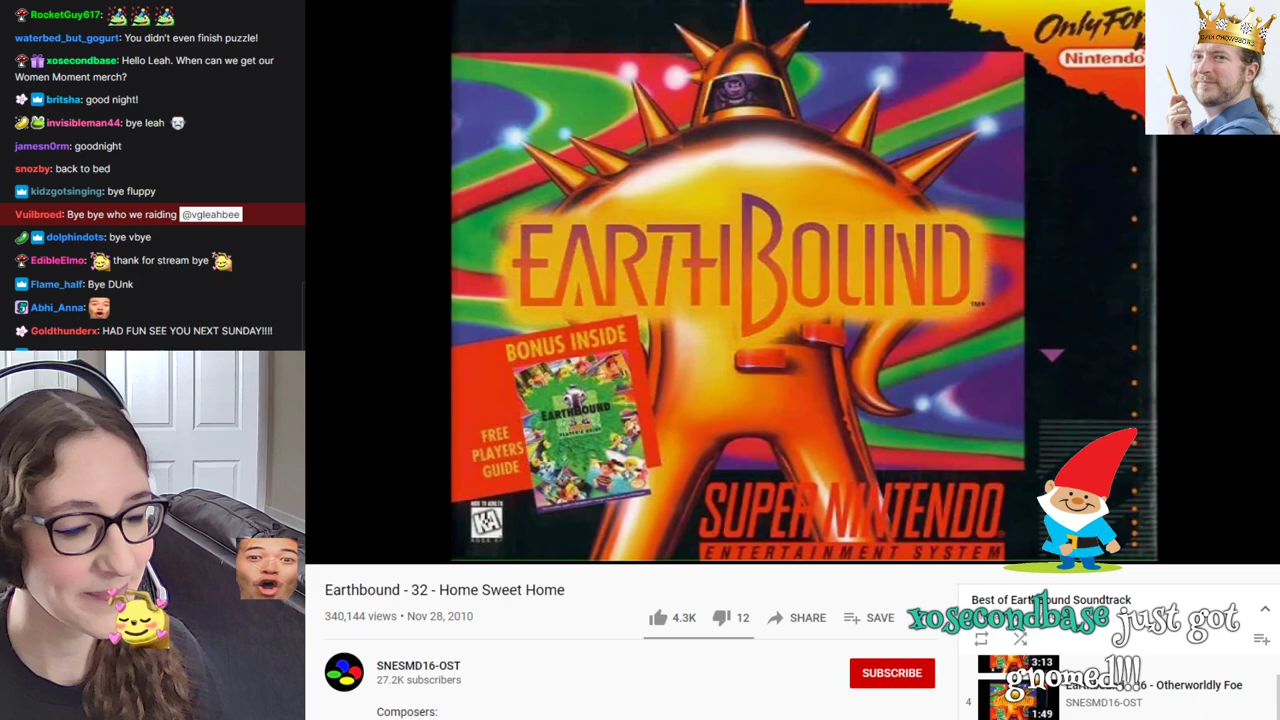 RocketGuy617:
waterbed_but_gogurt: You didn't even finish puzzle!
xosecondbase: Hello Leah. When can we get our
Women Moment merch?
britsha: good night!
invisibleman44: bye leah
jamesn0rm: goodnight
snozby: back to bed
kidzgotsinging: bye fluppy
Vuilbroed: Bye bye who we raiding @vgleahbee
dolphindots: bye vbye
EdibleElmo: thank for stream bye
Flame_half: Bye DUnk
Abhi_Anna:
Goldthunderx: HAD FUN SEE YOU NEXT SUNDAY!!!!
Only For
Nintendo
EARTHBOUND
TM
BONUS INSIDE
EARTHBOUND
FREE
PLAYERS
GUIDE
K-A
SUPER NINTENDO
ENTERTAINMENT SYSTEM
Earthbound - 32 - Home Sweet Home
340,144 views • Nov 28, 2010
4.3K
12
SHARE
SAVE
SNESMD16-OST
27.2K subscribers
SUBSCRIBE
Composers:
Best of Earthbound Soundtrack
xosecondbase just got
gnomed!!!
3:13
4
1:49
6 - Otherworldly Foe
SNESMD16-OST